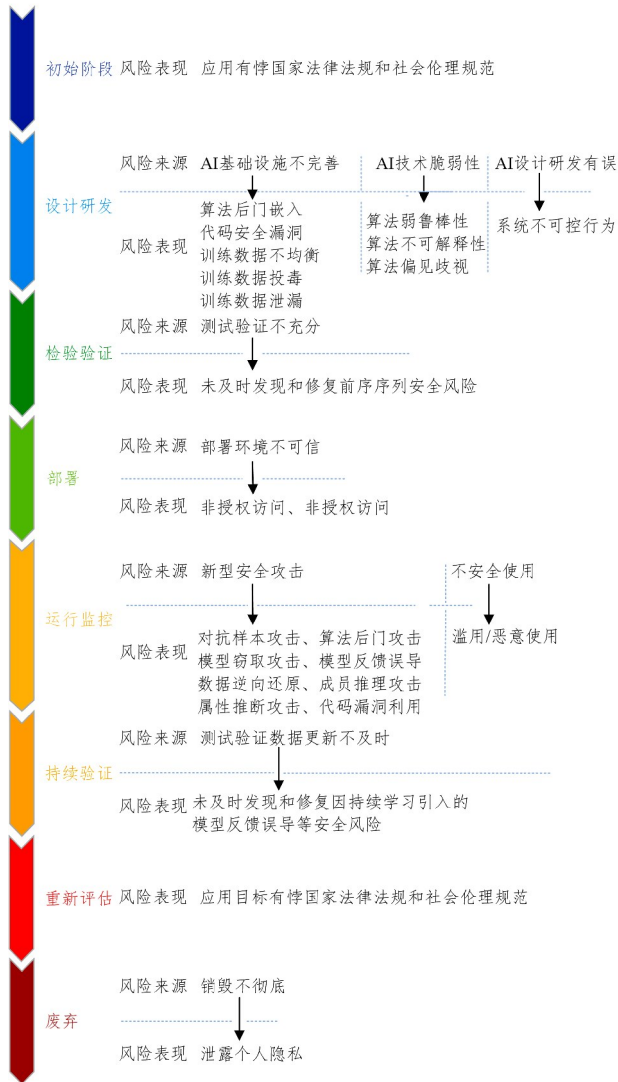 初始阶段 风险表现 应用有悖国家法律法规和社会伦理规范
风险来源 AI基础设施不完善 AI技术脆弱性 AI设计研发有误
设计研发
风险表现
算法后门嵌入
代码安全漏洞
训练数据不均衡
训练数据投毒
训练数据泄漏
算法弱鲁棒性
算法不可解释性
算法偏见歧视
系统不可控行为
风险来源 测试验证不充分
检验验证
风险表现 未及时发现和修复前序序列安全风险
风险来源 部署环境不可信
部署
风险表现 非授权访问、非授权访问
风险来源 新型安全攻击 不安全使用
运行监控
风险表现
对抗样本攻击、算法后门攻击
模型窃取攻击、模型反馈误导
数据逆向还原、成员推理攻击
属性推断攻击、代码漏洞利用
滥用/恶意使用
风险来源 测试验证数据更新不及时
持续验证
风险表现 未及时发现和修复因持续学习引入的
模型反馈误导等安全风险
重新评估 风险表现 应用目标有悖国家法律法规和社会伦理规范
风险来源 销毁不彻底
废弃
风险表现 泄露个人隐私